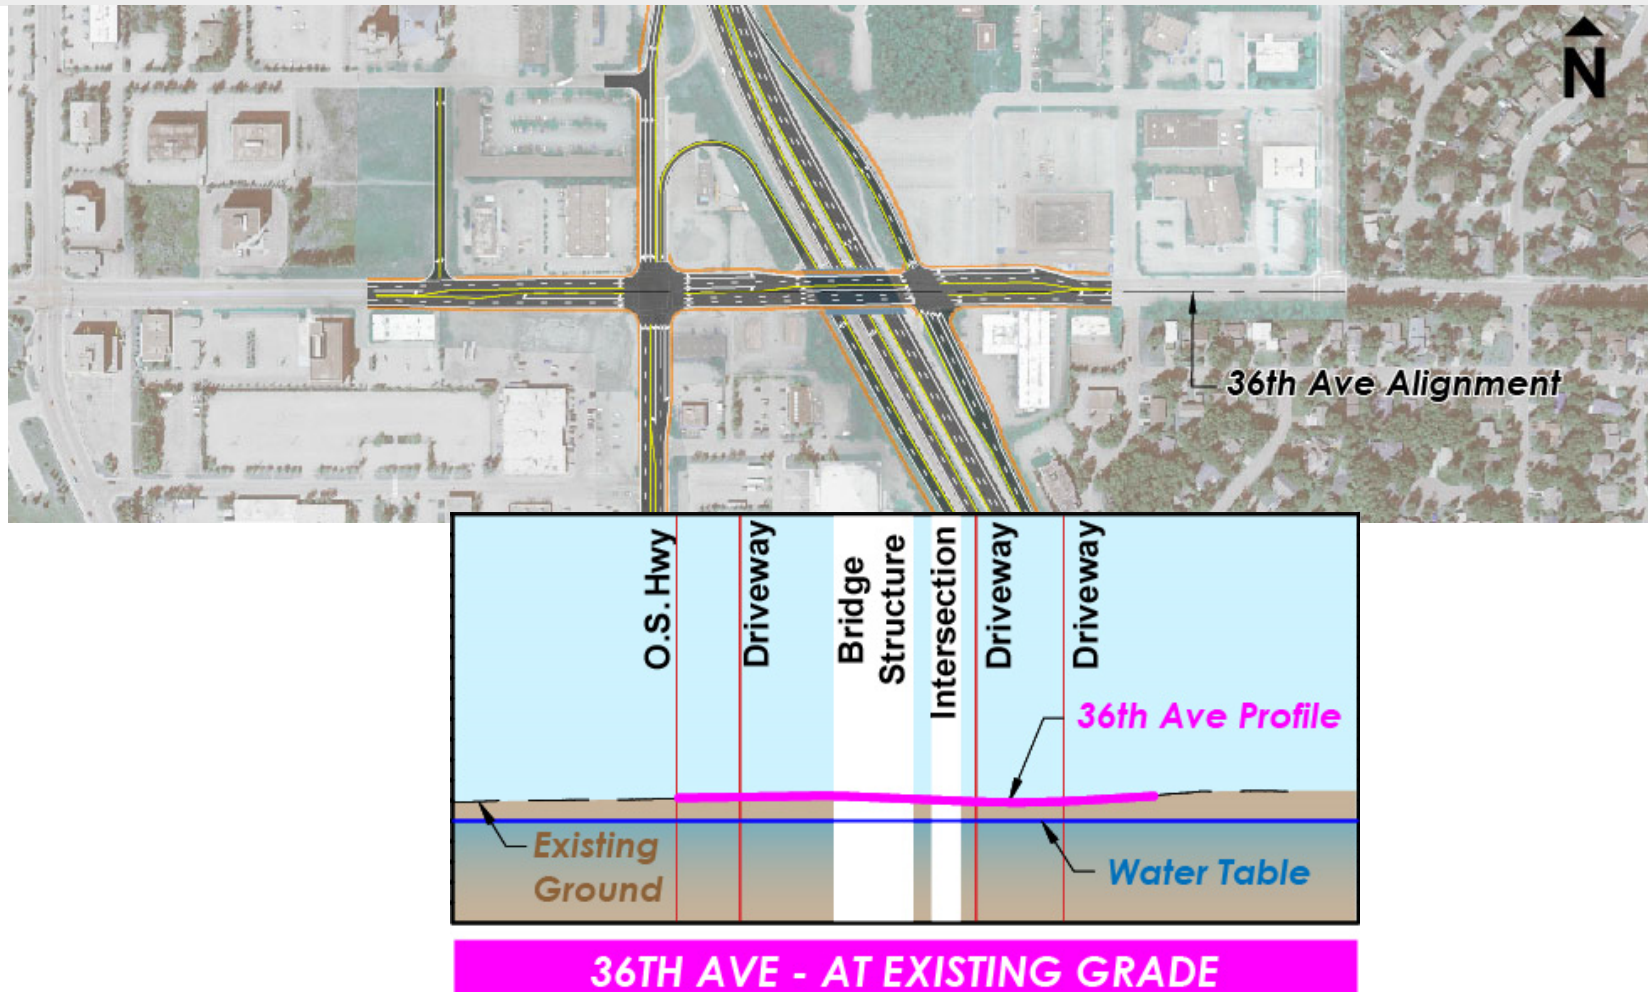 N
36th Ave Alignment
O.S. Hwy
Driveway
Bridge
Structure
Intersection
Driveway
Driveway
36th Ave Profile
Existing
Ground
Water Table
36TH AVE - AT EXISTING GRADE